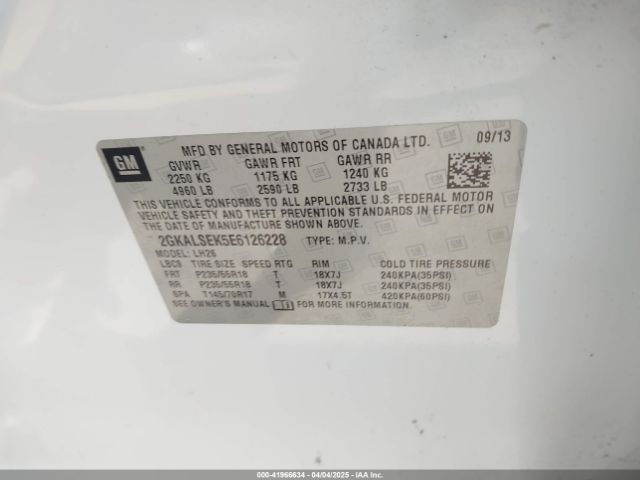 GM
MFD BY GENERAL MOTORS OF CANADA LTD. 09/13
GVWR GAWR FRT GAWR RR
2250 KG 1175 KG 1240 KG
4960 LB 2590 LB 2733 LB
THIS VEHICLE CONFORMS TO ALL APPLICABLE U.S. FEDERAL MOTOR
VEHICLE SAFETY AND THEFT PREVENTION STANDARDS IN EFFECT ON
THE DATE OF MANUFACTURE SHOWN ABOVE.
2GKALSEK5E6126228 TYPE: M.P.V.
MODEL: LH26
LBC9 TIRE SIZE SPEED RTG RIM COLD TIRE PRESSURE
FRT P235/55R18 T 18X7J 240KPA(35PSI)
RR P235/55R18 T 18X7J 240KPA(35PSI)
SPA T145/70R17 M 17X4.5T 420KPA(60PSI)
SEE OWNER'S MANUAL FOR MORE INFORMATION.
000-41966634 04/04/2025 IAAI.COM